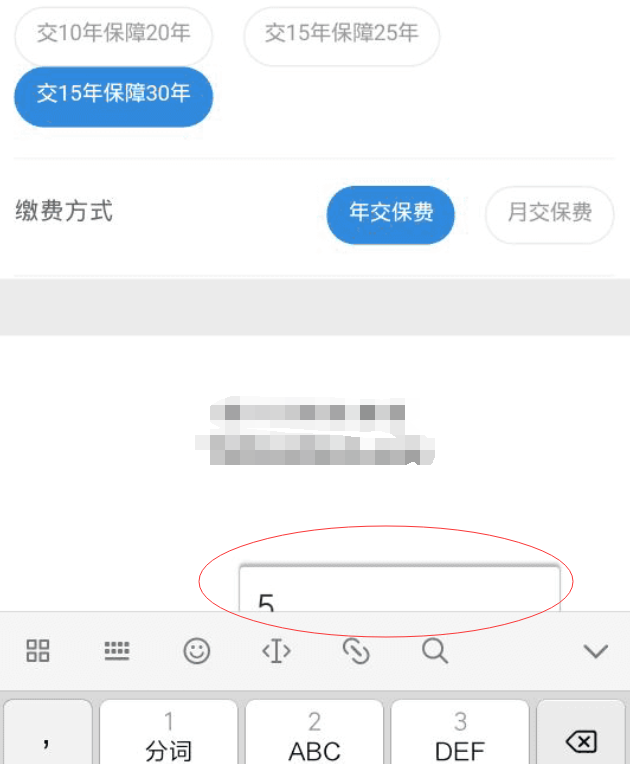 交10年保障20年 交15年保障25年
交15年保障30年
缴费方式 年交保费 月交保费
5
, 1 2 3
分词 ABC DEF